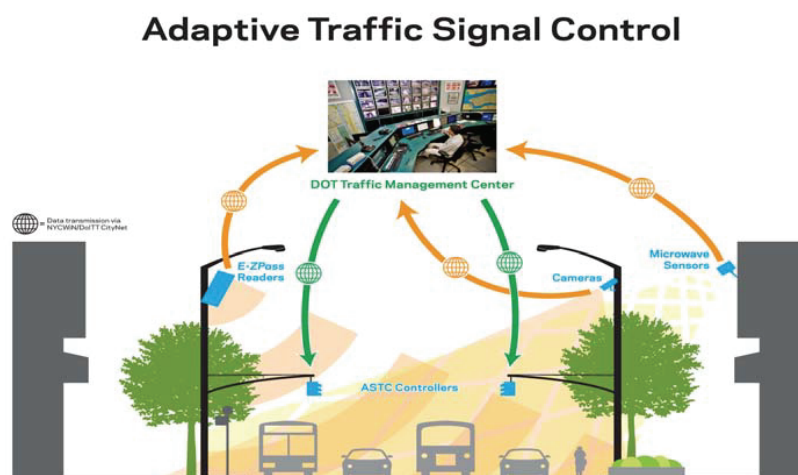 Adaptive Traffic Signal Control
DOT Traffic Management Center
= Data transmission via
NYCWiN/DoITT CityNet
E-ZPass
Readers
Microwave
Sensors
Cameras
ASTC Controllers